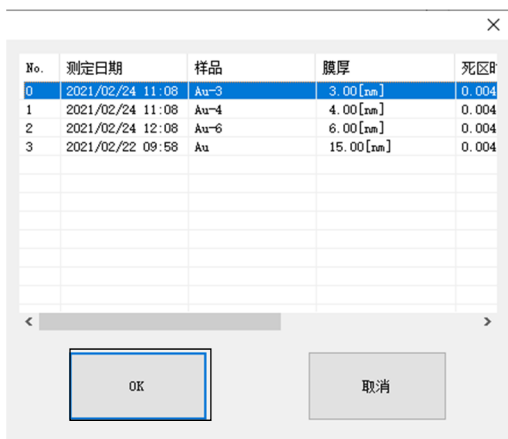 No. 测定日期 样品 膜厚 死区时
0 2021/02/24 11:08 Au-3 3.00[nm] 0.004
1 2021/02/24 11:08 Au-4 4.00[nm] 0.004
2 2021/02/24 12:08 Au-6 6.00[nm] 0.004
3 2021/02/22 09:58 Au 15.00[nm] 0.004
OK 取消